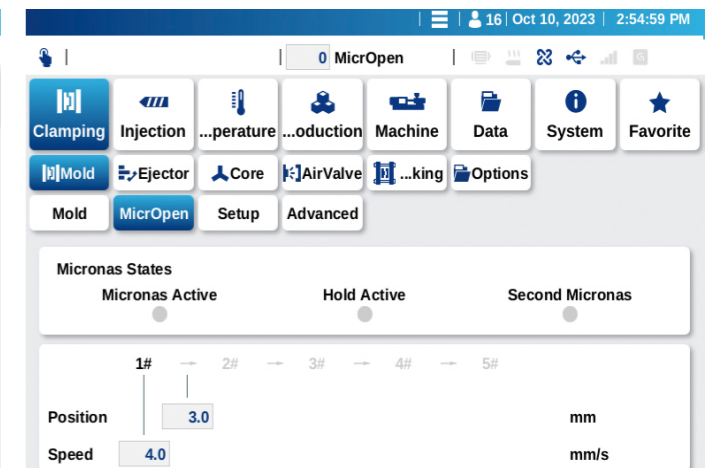 16 | Oct 10, 2023 | 2:54:59 PM
0 MicrOpen
Clamping Injection ...perature ...oduction Machine Data System Favorite
Mold Ejector Core AirValve ...king Options
Mold MicrOpen Setup Advanced
Micronas States
Micronas Active Hold Active Second Micronas
1# → 2# → 3# → 4# → 5#
Position 3.0 mm
Speed 4.0 mm/s